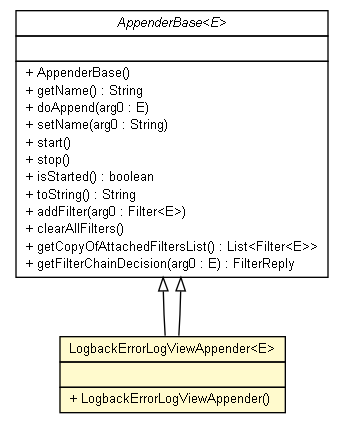 AppenderBase<E>
+ AppenderBase()
+ getName() : String
+ doAppend(arg0 : E)
+ setName(arg0 : String)
+ start()
+ stop()
+ isStarted() : boolean
+ toString() : String
+ addFilter(arg0 : Filter<E>)
+ clearAllFilters()
+ getCopyOfAttachedFiltersList() : List<Filter<E>>
+ getFilterChainDecision(arg0 : E) : FilterReply
LogbackErrorLogViewAppender<E>
+ LogbackErrorLogViewAppender()